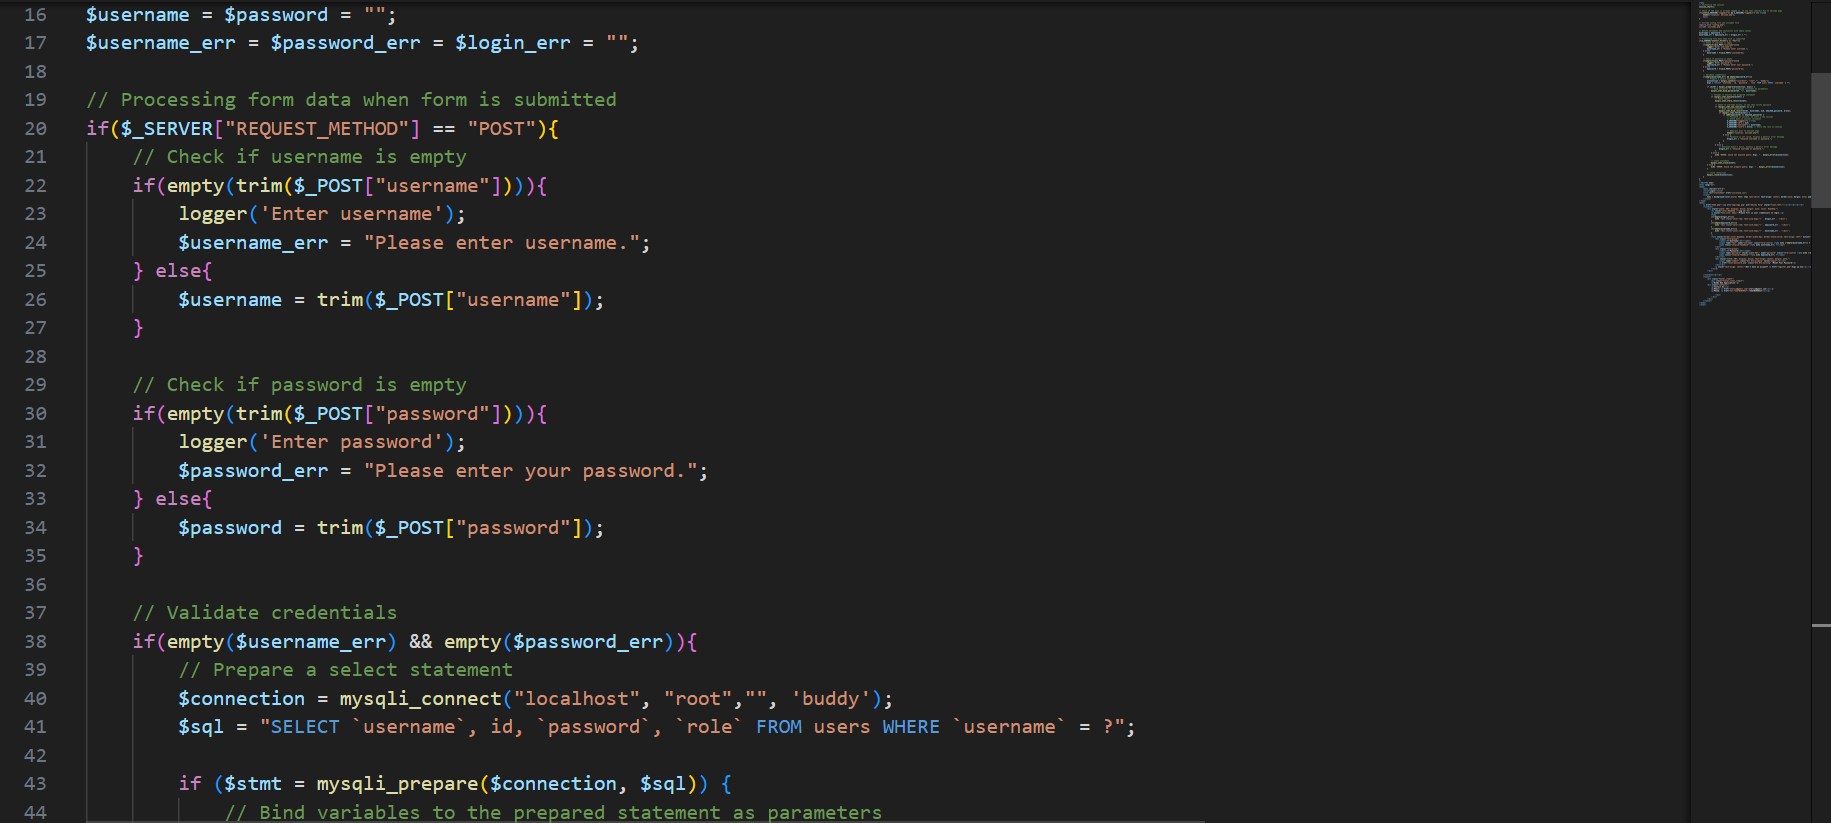 16 $username = $password = "";
17 $username_err = $password_err = $login_err = "";
18
19 // Processing form data when form is submitted
20 if($_SERVER["REQUEST_METHOD"] == "POST"){
21 // Check if username is empty
22 if(empty(trim($_POST["username"]))){
23 logger('Enter username');
24 $username_err = "Please enter username.";
25 } else{
26 $username = trim($_POST["username"]);
27 }
28
29 // Check if password is empty
30 if(empty(trim($_POST["password"]))){
31 logger('Enter password');
32 $password_err = "Please enter your password.";
33 } else{
34 $password = trim($_POST["password"]);
35 }
36
37 // Validate credentials
38 if(empty($username_err) && empty($password_err)){
39 // Prepare a select statement
40 $connection = mysqli_connect("localhost", "root","", 'buddy');
41 $sql = "SELECT `username`, id, `password`, `role` FROM users WHERE `username` = ?";
42
43 if ($stmt = mysqli_prepare($connection, $sql)) {
44 // Bind variables to the prepared statement as parameters